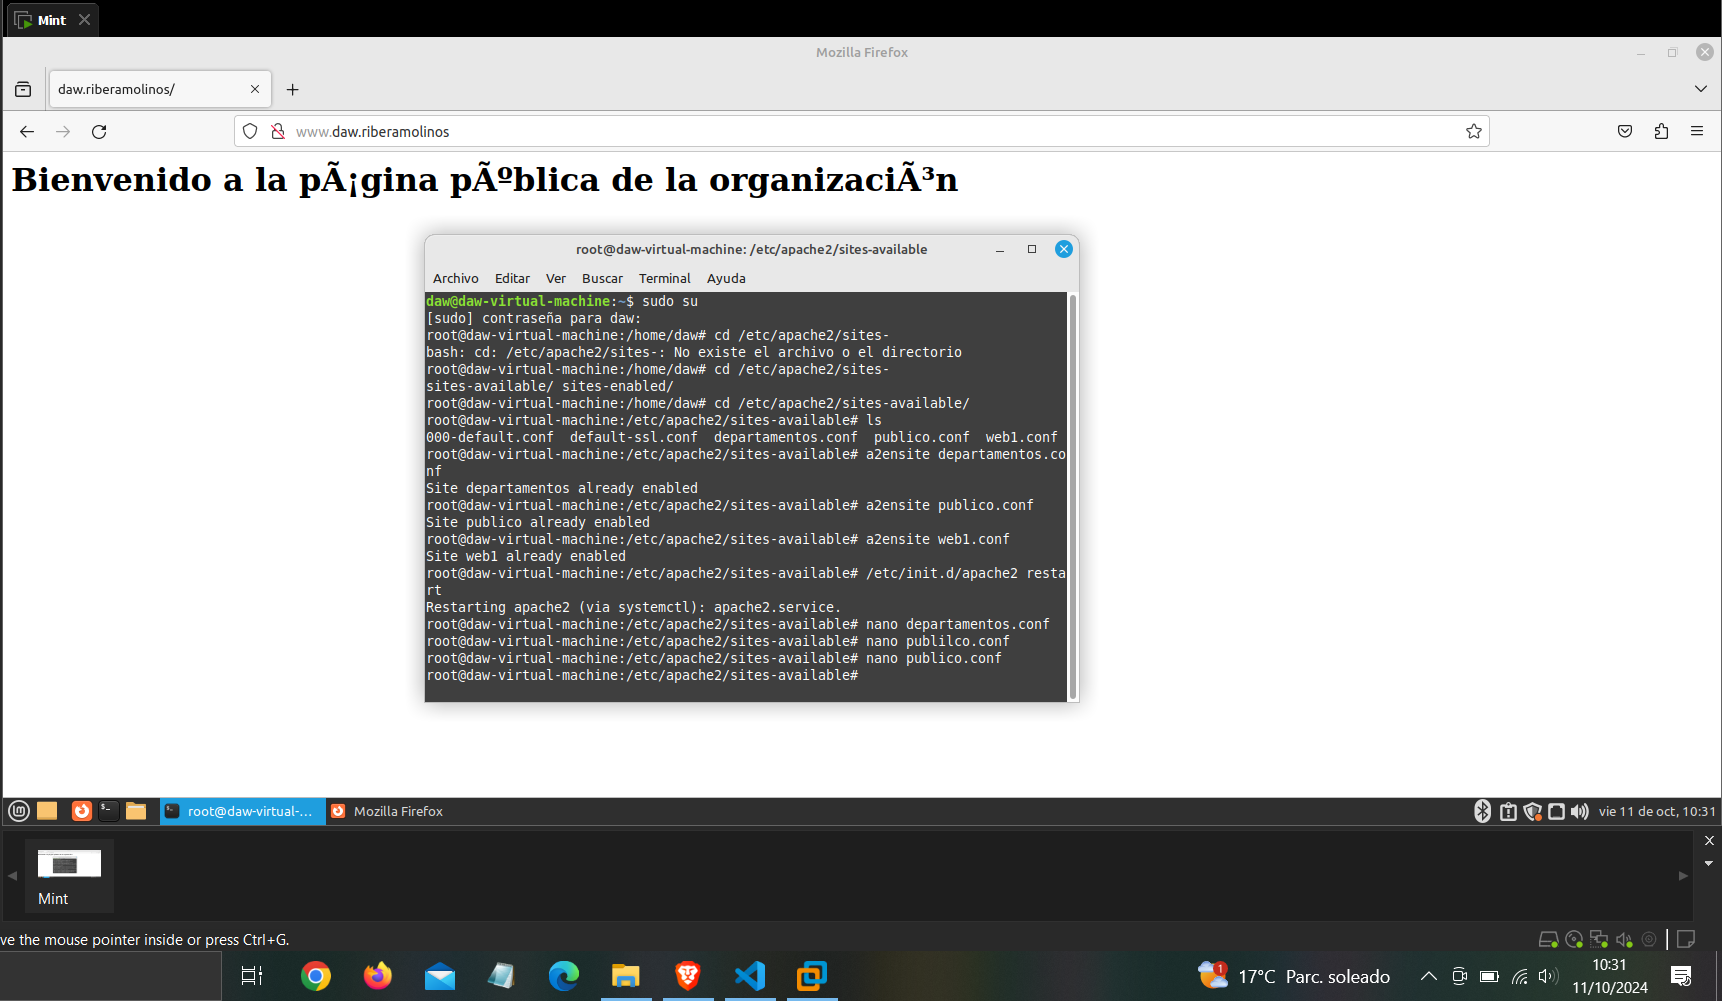 Mint
Mozilla Firefox
daw.riberamolinos/
www.daw.riberamolinos
Bienvenido a la pÃ¡gina pÃºblica de la organizaciÃ³n
root@daw-virtual-machine: /etc/apache2/sites-available
Archivo Editar Ver Buscar Terminal Ayuda
daw@daw-virtual-machine:~$ sudo su
[sudo] contraseña para daw:
root@daw-virtual-machine:/home/daw# cd /etc/apache2/sites-
bash: cd: /etc/apache2/sites-: No existe el archivo o el directorio
root@daw-virtual-machine:/home/daw# cd /etc/apache2/sites-
sites-available/ sites-enabled/
root@daw-virtual-machine:/home/daw# cd /etc/apache2/sites-available/
root@daw-virtual-machine:/etc/apache2/sites-available# ls
000-default.conf  default-ssl.conf  departamentos.conf  publico.conf  web1.conf
root@daw-virtual-machine:/etc/apache2/sites-available# a2ensite departamentos.co
nf
Site departamentos already enabled
root@daw-virtual-machine:/etc/apache2/sites-available# a2ensite publico.conf
Site publico already enabled
root@daw-virtual-machine:/etc/apache2/sites-available# a2ensite web1.conf
Site web1 already enabled
root@daw-virtual-machine:/etc/apache2/sites-available# /etc/init.d/apache2 resta
rt
Restarting apache2 (via systemctl): apache2.service.
root@daw-virtual-machine:/etc/apache2/sites-available# nano departamentos.conf
root@daw-virtual-machine:/etc/apache2/sites-available# nano publilco.conf
root@daw-virtual-machine:/etc/apache2/sites-available# nano publico.conf
root@daw-virtual-machine:/etc/apache2/sites-available#
root@daw-virtual-... Mozilla Firefox vie 11 de oct, 10:31
Mint
ve the mouse pointer inside or press Ctrl+G.
1 17°C Parc. soleado 10:31
11/10/2024